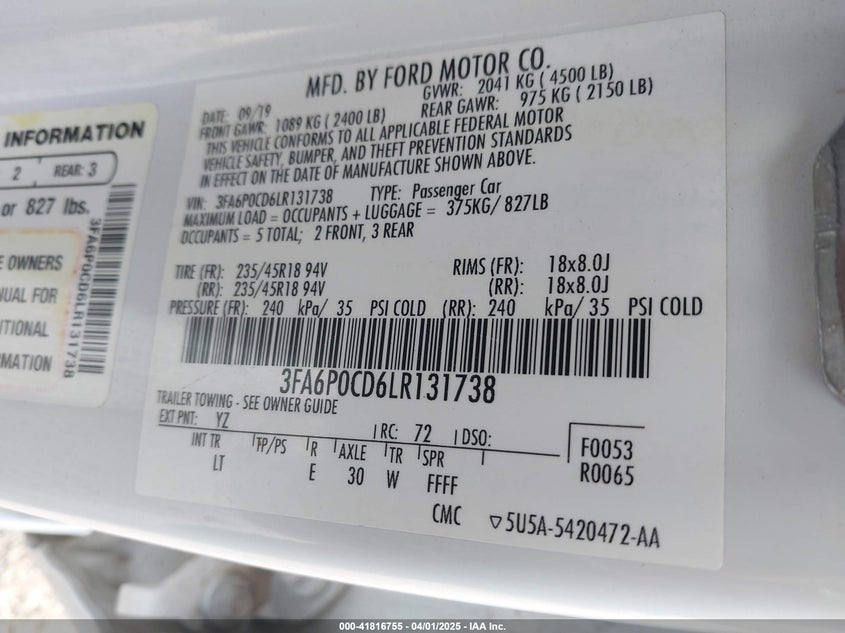 INFORMATION
2 REAR: 3
or 827 lbs.
E OWNERS
NUAL FOR
ITIONAL
RMATION
3FA6P0CD6LR131738
MFD. BY FORD MOTOR CO.
DATE: 09/19 GVWR: 2041 KG ( 4500 LB)
FRONT GAWR: 1089 KG ( 2400 LB) REAR GAWR: 975 KG ( 2150 LB)
THIS VEHICLE CONFORMS TO ALL APPLICABLE FEDERAL MOTOR
VEHICLE SAFETY, BUMPER, AND THEFT PREVENTION STANDARDS
IN EFFECT ON THE DATE OF MANUFACTURE SHOWN ABOVE.
VIN: 3FA6P0CD6LR131738 TYPE: Passenger Car
MAXIMUM LOAD = OCCUPANTS + LUGGAGE = 375KG/ 827LB
OCCUPANTS = 5 TOTAL; 2 FRONT, 3 REAR
TIRE (FR): 235/45R18 94V RIMS (FR): 18x8.0J
(RR): 235/45R18 94V (RR): 18x8.0J
PRESSURE (FR): 240 kPa/ 35 PSI COLD (RR): 240 kPa/ 35 PSI COLD
3FA6P0CD6LR131738
TRAILER TOWING - SEE OWNER GUIDE
EXT PNT: YZ RC: 72 DSO: F0053
INT TR TP/PS R AXLE TR SPR R0065
LT E 30 W FFFF
CMC ▽5U5A-5420472-AA
000-41816755 - 04/01/2025 - IAA Inc.